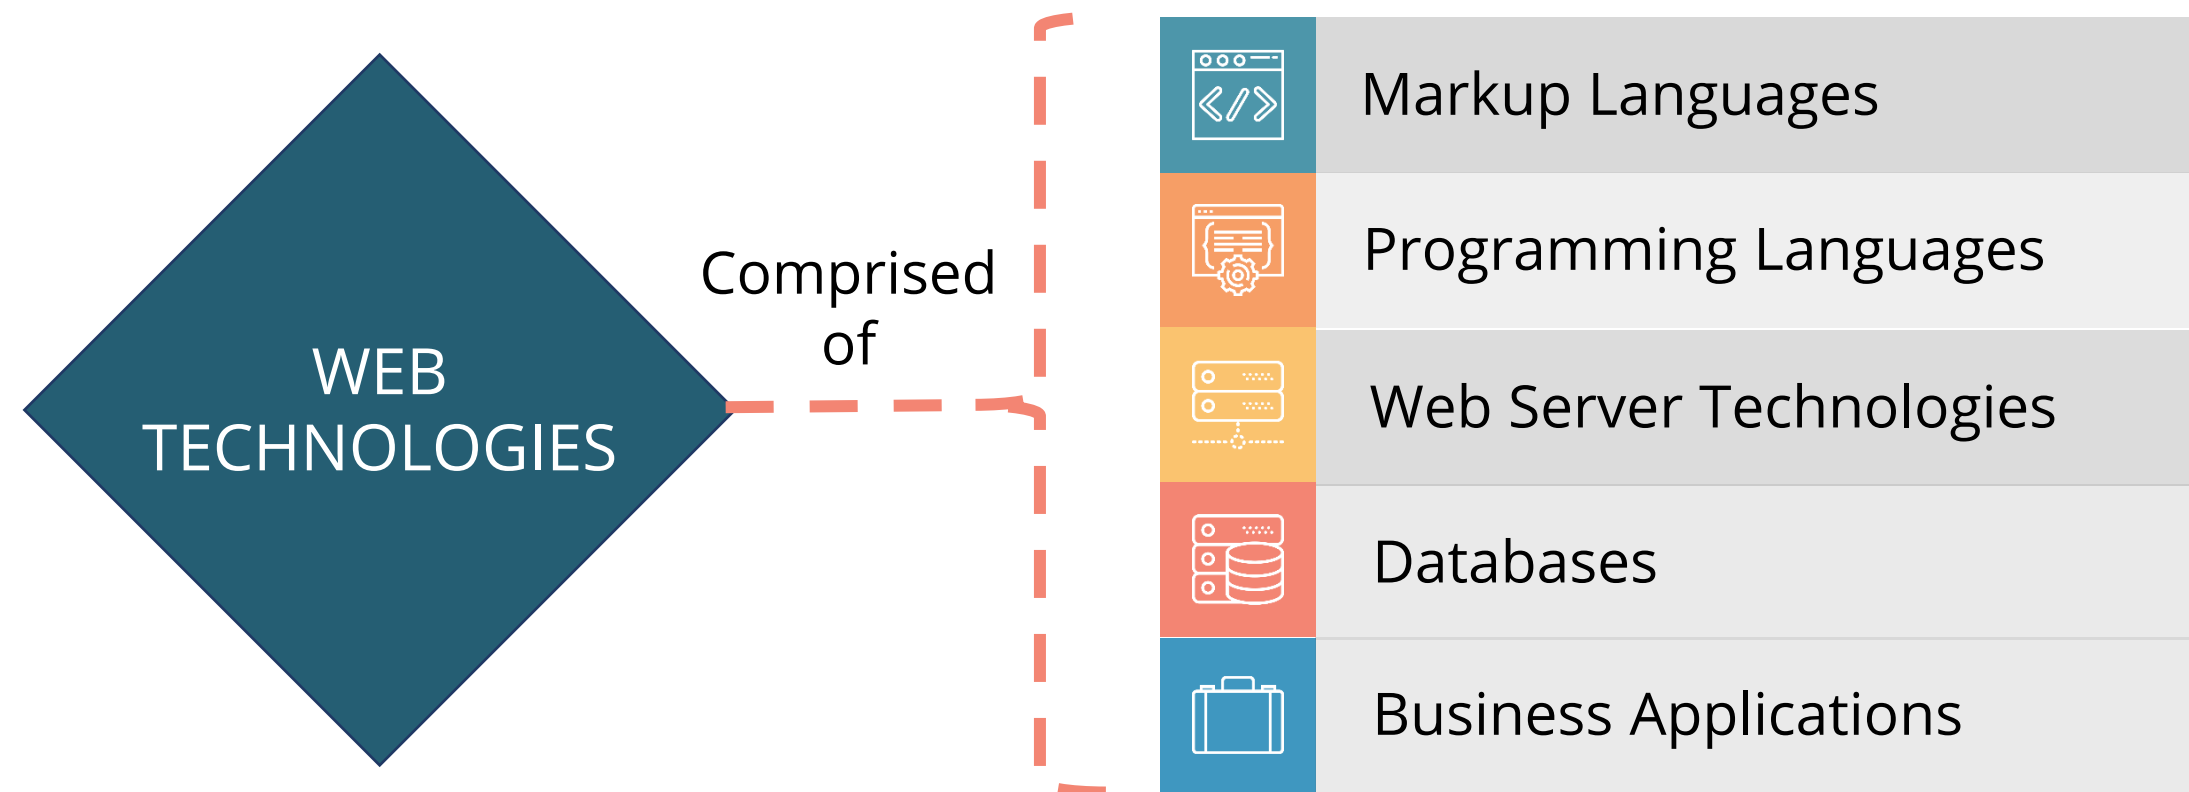 WEB
TECHNOLOGIES
Comprised
of
Markup Languages
Programming Languages
Web Server Technologies
Databases
Business Applications